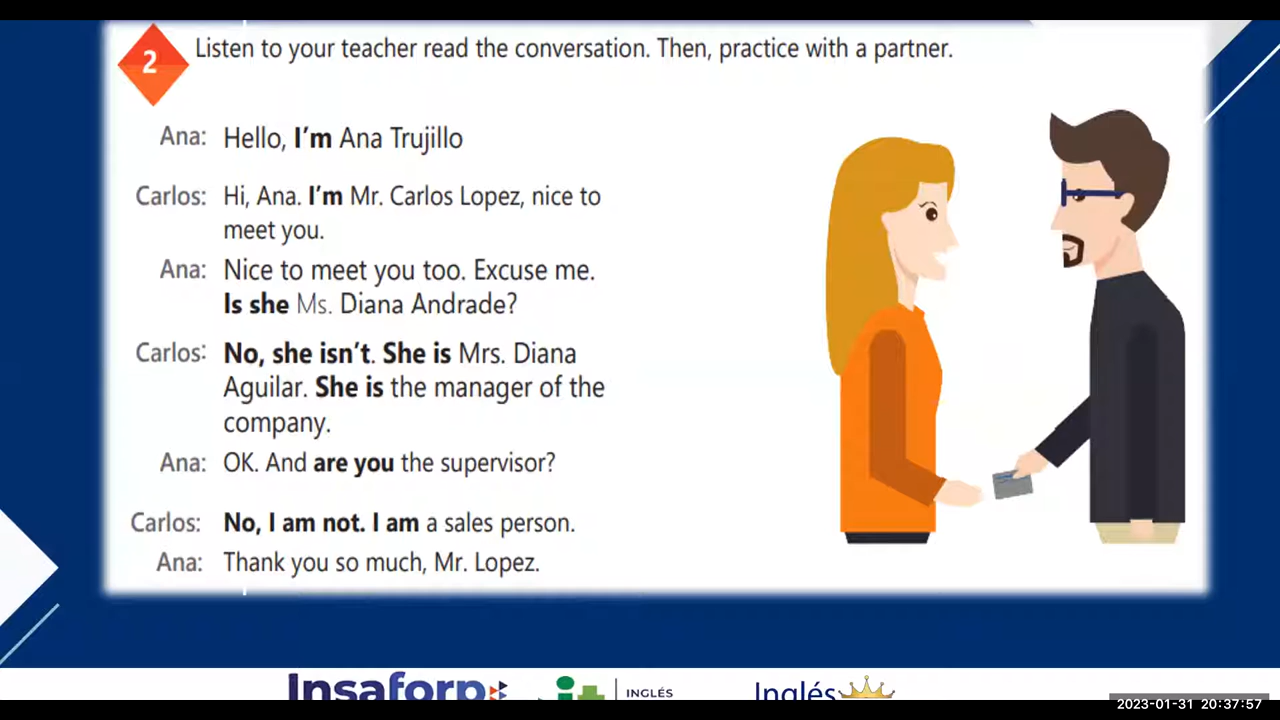 2
Listen to your teacher read the conversation. Then, practice with a partner.
Ana: Hello, I'm Ana Trujillo
Carlos: Hi, Ana. I'm Mr. Carlos Lopez, nice to
meet you.
Ana: Nice to meet you too. Excuse me.
Is she Ms. Diana Andrade?
Carlos: No, she isn't. She is Mrs. Diana
Aguilar. She is the manager of the
company.
Ana: OK. And are you the supervisor?
Carlos: No, I am not. I am a sales person.
Ana: Thank you so much, Mr. Lopez.
Insaforp
INGLÉS
Inglés
2023-01-31 20:37:57